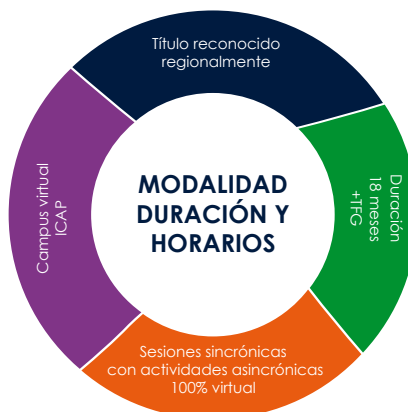 Título reconocido
regionalmente
Duración
18 meses
+TFG
MODALIDAD
DURACIÓN Y
HORARIOS
Campus virtual
ICAP
Sesiones sincrónicas
con actividades asincrónicas
100% virtual